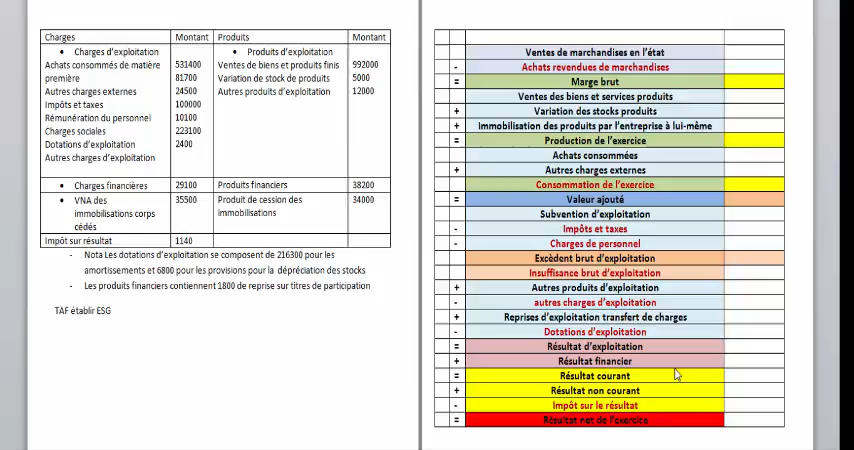 Charges Montant Produits Montant
• Charges d'exploitation • Produits d'exploitation
Achats consommés de matière 531400 Ventes de biens et produits finis 992000
première 81700 Variation de stock de produits 5000
Autres charges externes 24500 Autres produits d'exploitation 12000
Impôts et taxes 100000
Rémunération du personnel 10100
Charges sociales 223100
Dotations d'exploitation 2400
Autres charges d'exploitation
• Charges financières 29100 Produits financiers 38200
• VNA des 35500 Produit de cession des 34000
immobilisations corps immobilisations
cédés
Impôt sur résultat 1140
- Nota Les dotations d'exploitation se composent de 216300 pour les
amortissements et 6800 pour les provisions pour la dépréciation des stocks
- Les produits financiers contiennent 1800 de reprise sur titres de participation
TAF établir ESG
Ventes de marchandises en l'état
- Achats revendues de marchandises
= Marge brut
Ventes des biens et services produits
+ Variation des stocks produits
+ Immobilisation des produits par l'entreprise à lui-même
= Production de l'exercice
Achats consommées
+ Autres charges externes
Consommation de l'exercice
= Valeur ajouté
Subvention d'exploitation
- Impôts et taxes
- Charges de personnel
Excèdent brut d'exploitation
Insuffisance brut d'exploitation
+ Autres produits d'exploitation
- autres charges d'exploitation
+ Reprises d'exploitation transfert de charges
- Dotations d'exploitation
= Résultat d'exploitation
+ Résultat financier
= Résultat courant
+ Résultat non courant
- Impôt sur le résultat
= Résultat net de l'exercice